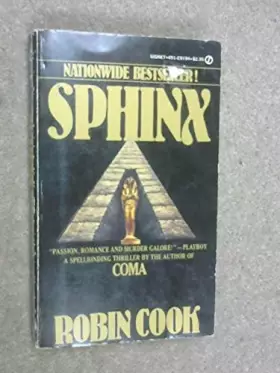 NATIONWIDE BESTSELLER!
SPHINX
"PASSION, ROMANCE AND MURDER GALORE!"—PLAYBOY
A SPELLBINDING THRILLER BY THE AUTHOR OF
COMA
ROBIN COOK